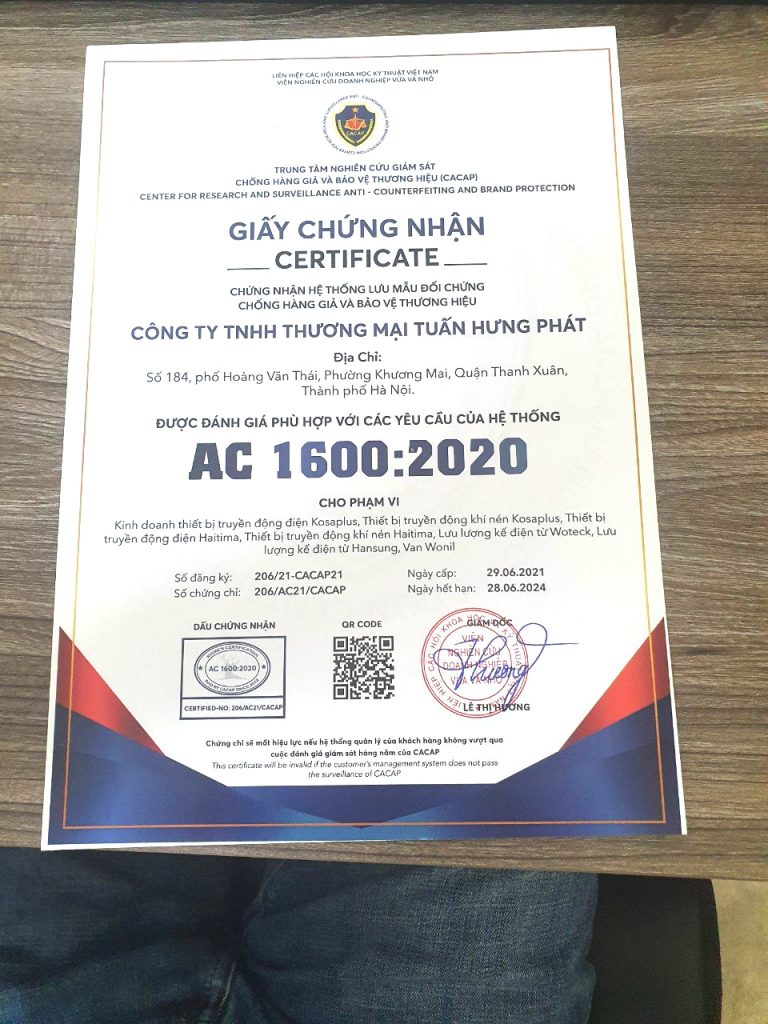 LIÊN HIỆP CÁC HỘI KHOA HỌC KỸ THUẬT VIỆT NAM
VIỆN NGHIÊN CỨU DOANH NGHIỆP VỪA VÀ NHỎ
CACAP
TRUNG TÂM NGHIÊN CỨU GIÁM SÁT
CHỐNG HÀNG GIẢ VÀ BẢO VỆ THƯƠNG HIỆU (CACAP)
CENTER FOR RESEARCH AND SURVEILLANCE ANTI - COUNTERFEITING AND BRAND PROTECTION
GIẤY CHỨNG NHẬN
CERTIFICATE
CHỨNG NHẬN HỆ THỐNG LƯU MẪU ĐỐI CHỨNG
CHỐNG HÀNG GIẢ VÀ BẢO VỆ THƯƠNG HIỆU
CÔNG TY TNHH THƯƠNG MẠI TUẤN HƯNG PHÁT
Địa Chỉ:
Số 184, phố Hoàng Văn Thái, Phường Khương Mai, Quận Thanh Xuân,
Thành phố Hà Nội.
ĐƯỢC ĐÁNH GIÁ PHÙ HỢP VỚI CÁC YÊU CẦU CỦA HỆ THỐNG
AC 1600:2020
CHO PHẠM VI
Kinh doanh thiết bị truyền động điện Kosaplus, Thiết bị truyền động khí nén Kosaplus, Thiết bị
truyền động điện Haitima, Thiết bị truyền động khí nén Haitima, Lưu lượng kế điện từ Woteck, Lưu
lượng kế điện từ Hansung, Van Wonil
Số đăng ký: 206/21-CACAP21 Ngày cấp: 29.06.2021
Số chứng chỉ: 206/AC21/CACAP Ngày hết hạn: 28.06.2024
DẤU CHỨNG NHẬN QR CODE GIÁM ĐỐC
AC 1600:2020
CERTIFIED-NO: 206/AC21/CACAP
VIỆN
NGHIÊN CỨU
DOANH NGHIỆP
VỪA VÀ NHỎ
LÊ THỊ HƯƠNG
Chứng chỉ sẽ mất hiệu lực nếu hệ thống quản lý của khách hàng không vượt qua
cuộc đánh giá giám sát hàng năm của CACAP
This certificate will be invalid if the customer's management system does not pass
the surveillance of CACAP